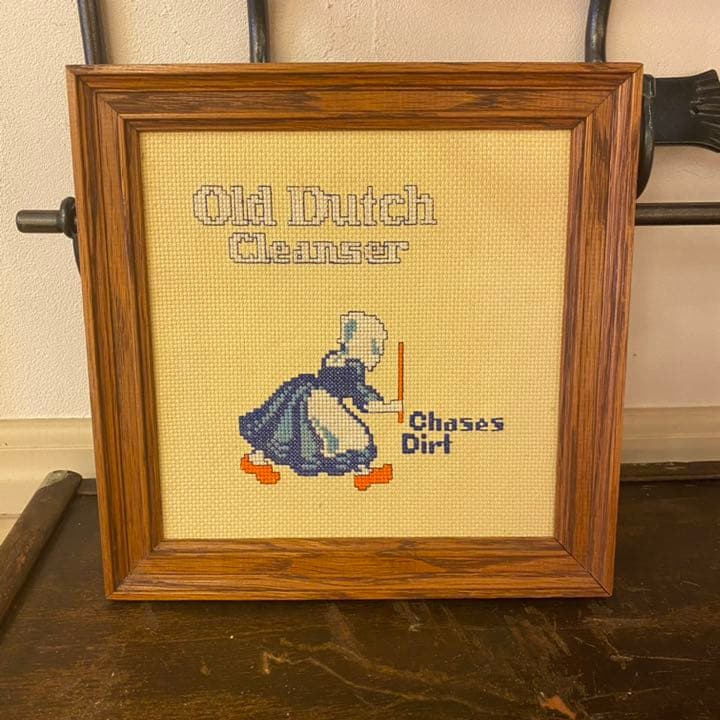 Old Dutch
Cleanser
Chases
Dirt